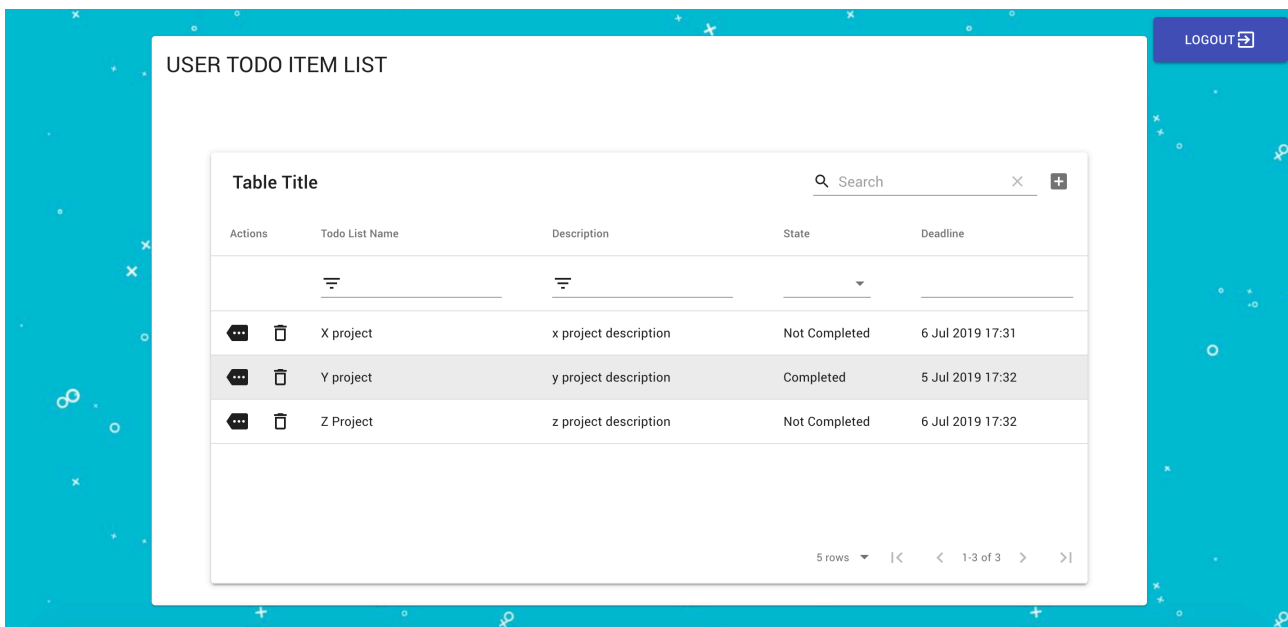 LOGOUT
USER TODO ITEM LIST
Table Title
Search
Actions Todo List Name Description State Deadline
X project x project description Not Completed 6 Jul 2019 17:31
Y project y project description Completed 5 Jul 2019 17:32
Z Project z project description Not Completed 6 Jul 2019 17:32
5 rows 1-3 of 3